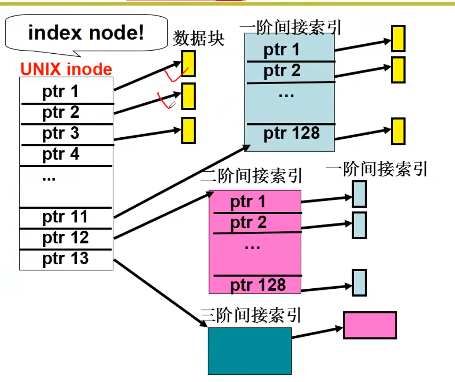 index node!
UNIX inode
ptr 1
ptr 2
ptr 3
ptr 4
...
ptr 11
ptr 12
ptr 13
数据块
一阶间接索引
ptr 1
ptr 2
...
ptr 128
二阶间接索引
一阶间接索引
ptr 1
ptr 2
...
ptr 128
三阶间接索引